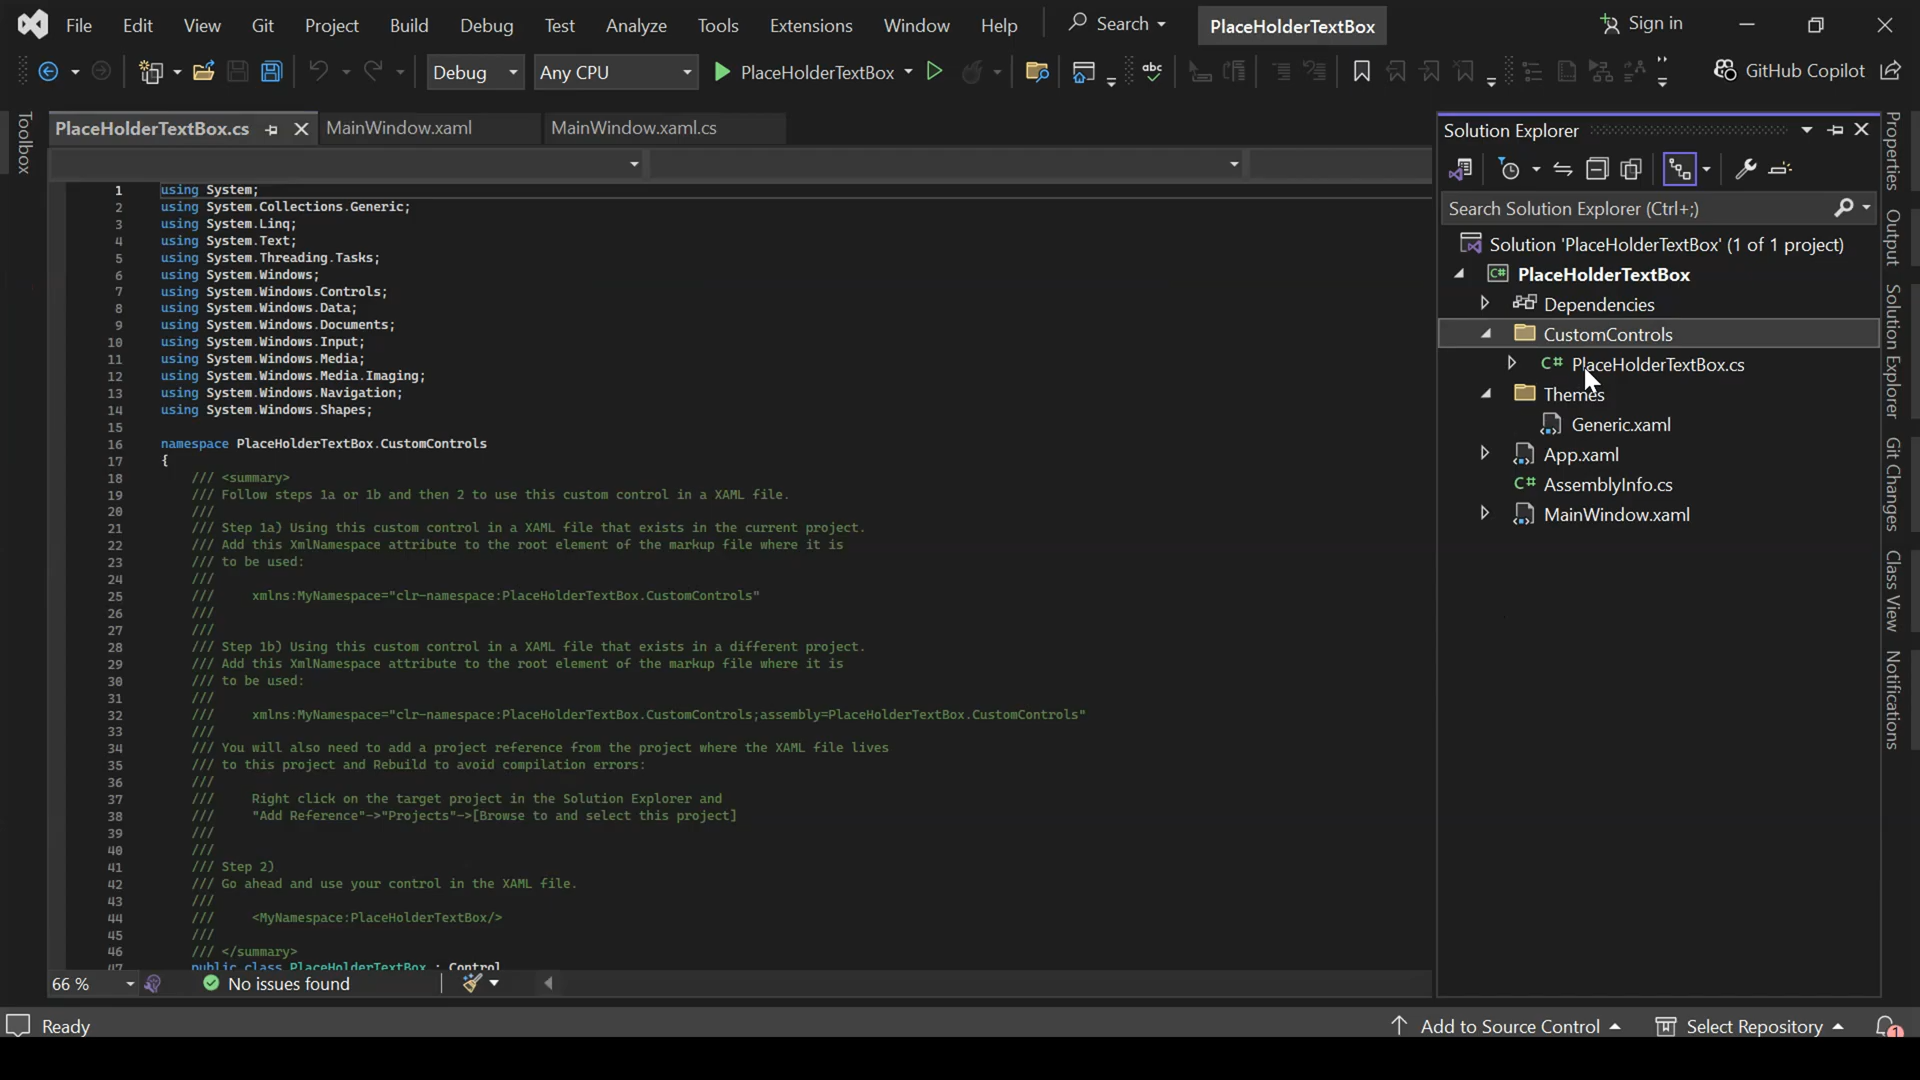 File Edit View Git Project Build Debug Test Analyze Tools Extensions Window Help Search PlaceHolderTextBox Sign in
Debug Any CPU PlaceHolderTextBox abc GitHub Copilot
Toolbox
PlaceHolderTextBox.cs MainWindow.xaml MainWindow.xaml.cs
1 using System;
2 using System.Collections.Generic;
3 using System.Linq;
4 using System.Text;
5 using System.Threading.Tasks;
6 using System.Windows;
7 using System.Windows.Controls;
8 using System.Windows.Data;
9 using System.Windows.Documents;
10 using System.Windows.Input;
11 using System.Windows.Media;
12 using System.Windows.Media.Imaging;
13 using System.Windows.Navigation;
14 using System.Windows.Shapes;
15
16 namespace PlaceHolderTextBox.CustomControls
17 {
18 /// <summary>
19 /// Follow steps 1a or 1b and then 2 to use this custom control in a XAML file.
20 ///
21 /// Step 1a) Using this custom control in a XAML file that exists in the current project.
22 /// Add this XmlNamespace attribute to the root element of the markup file where it is
23 /// to be used:
24 ///
25 /// xmlns:MyNamespace="clr-namespace:PlaceHolderTextBox.CustomControls"
26 ///
27 ///
28 /// Step 1b) Using this custom control in a XAML file that exists in a different project.
29 /// Add this XmlNamespace attribute to the root element of the markup file where it is
30 /// to be used:
31 ///
32 /// xmlns:MyNamespace="clr-namespace:PlaceHolderTextBox.CustomControls;assembly=PlaceHolderTextBox.CustomControls"
33 ///
34 /// You will also need to add a project reference from the project where the XAML file lives
35 /// to this project and Rebuild to avoid compilation errors:
36 ///
37 /// Right click on the target project in the Solution Explorer and
38 /// "Add Reference"->"Projects"->[Browse to and select this project]
39 ///
40 ///
41 /// Step 2)
42 /// Go ahead and use your control in the XAML file.
43 ///
44 /// <MyNamespace:PlaceHolderTextBox/>
45 ///
46 /// </summary>
47 public class PlaceHolderTextBox : Control
66 % No issues found
Solution Explorer
Search Solution Explorer (Ctrl+;)
Solution 'PlaceHolderTextBox' (1 of 1 project)
C# PlaceHolderTextBox
Dependencies
CustomControls
C# PlaceHolderTextBox.cs
Themes
Generic.xaml
App.xaml
C# AssemblyInfo.cs
MainWindow.xaml
Properties
Output
Solution Explorer
Git Changes
Class View
Notifications
Ready Add to Source Control Select Repository 1